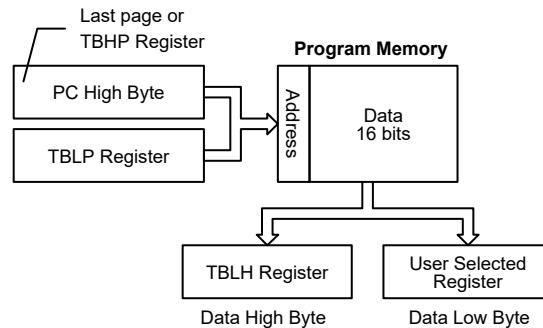 Last page or
TBHP Register
Program Memory
PC High Byte
TBLP Register
Address
Data
16 bits
TBLH Register
User Selected
Register
Data High Byte
Data Low Byte